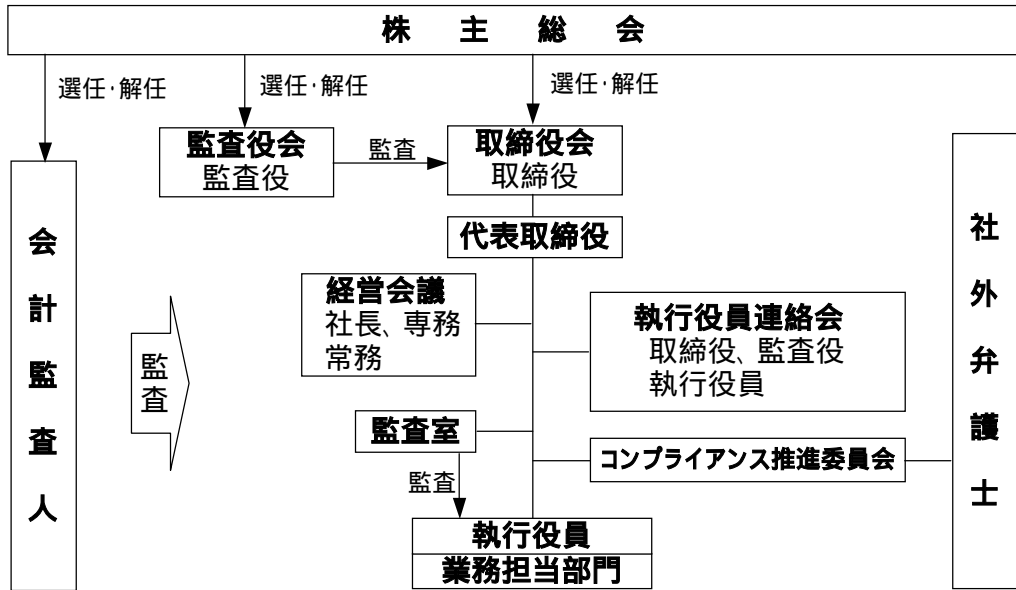 株主総会
選任・解任
選任・解任
選任・解任
監査役会
監査役
監査
取締役会
取締役
代表取締役
会計監査人
監査
経営会議
社長、専務
常務
執行役員連絡会
取締役、監査役
執行役員
監査室
コンプライアンス推進委員会
社外弁護士
監査
執行役員
業務担当部門